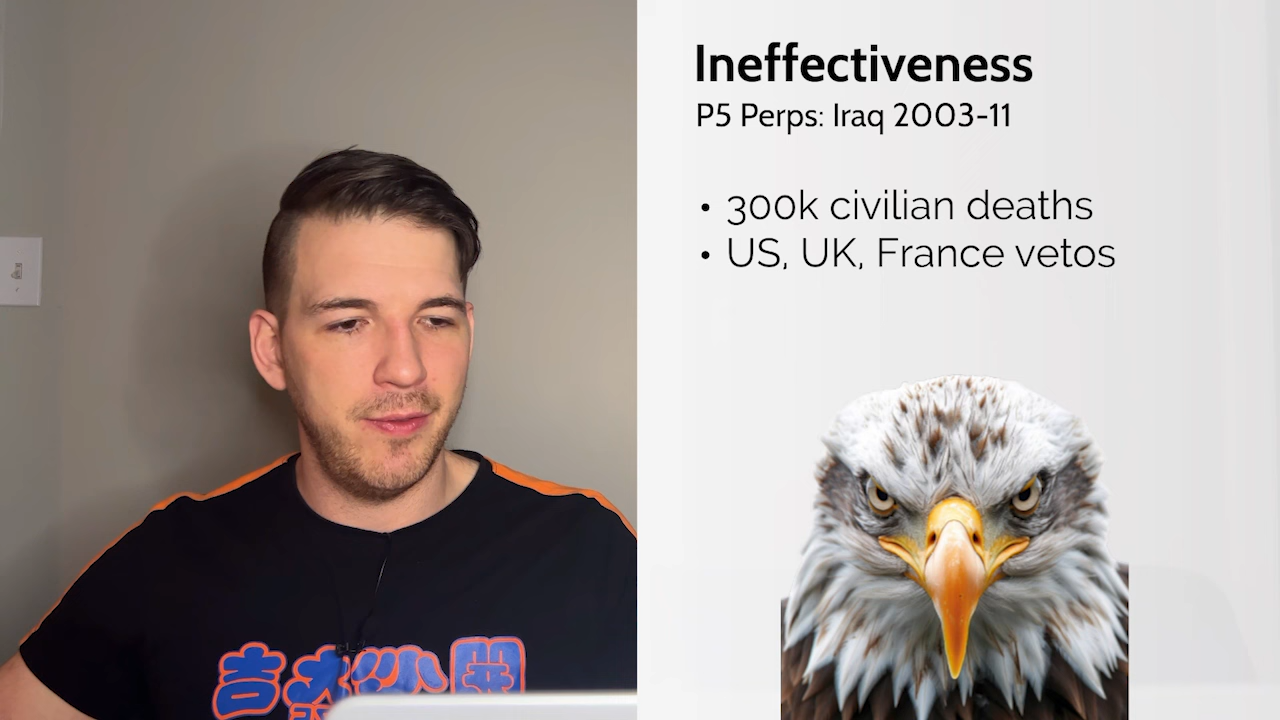 Ineffectiveness
P5 Perps: Iraq 2003-11
• 300k civilian deaths
• US, UK, France vetos